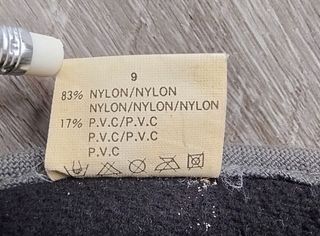 9
83% NYLON/NYLON
NYLON/NYLON/NYLON
17% P.V.C/P.V.C
P.V.C/P.V.C
P.V.C